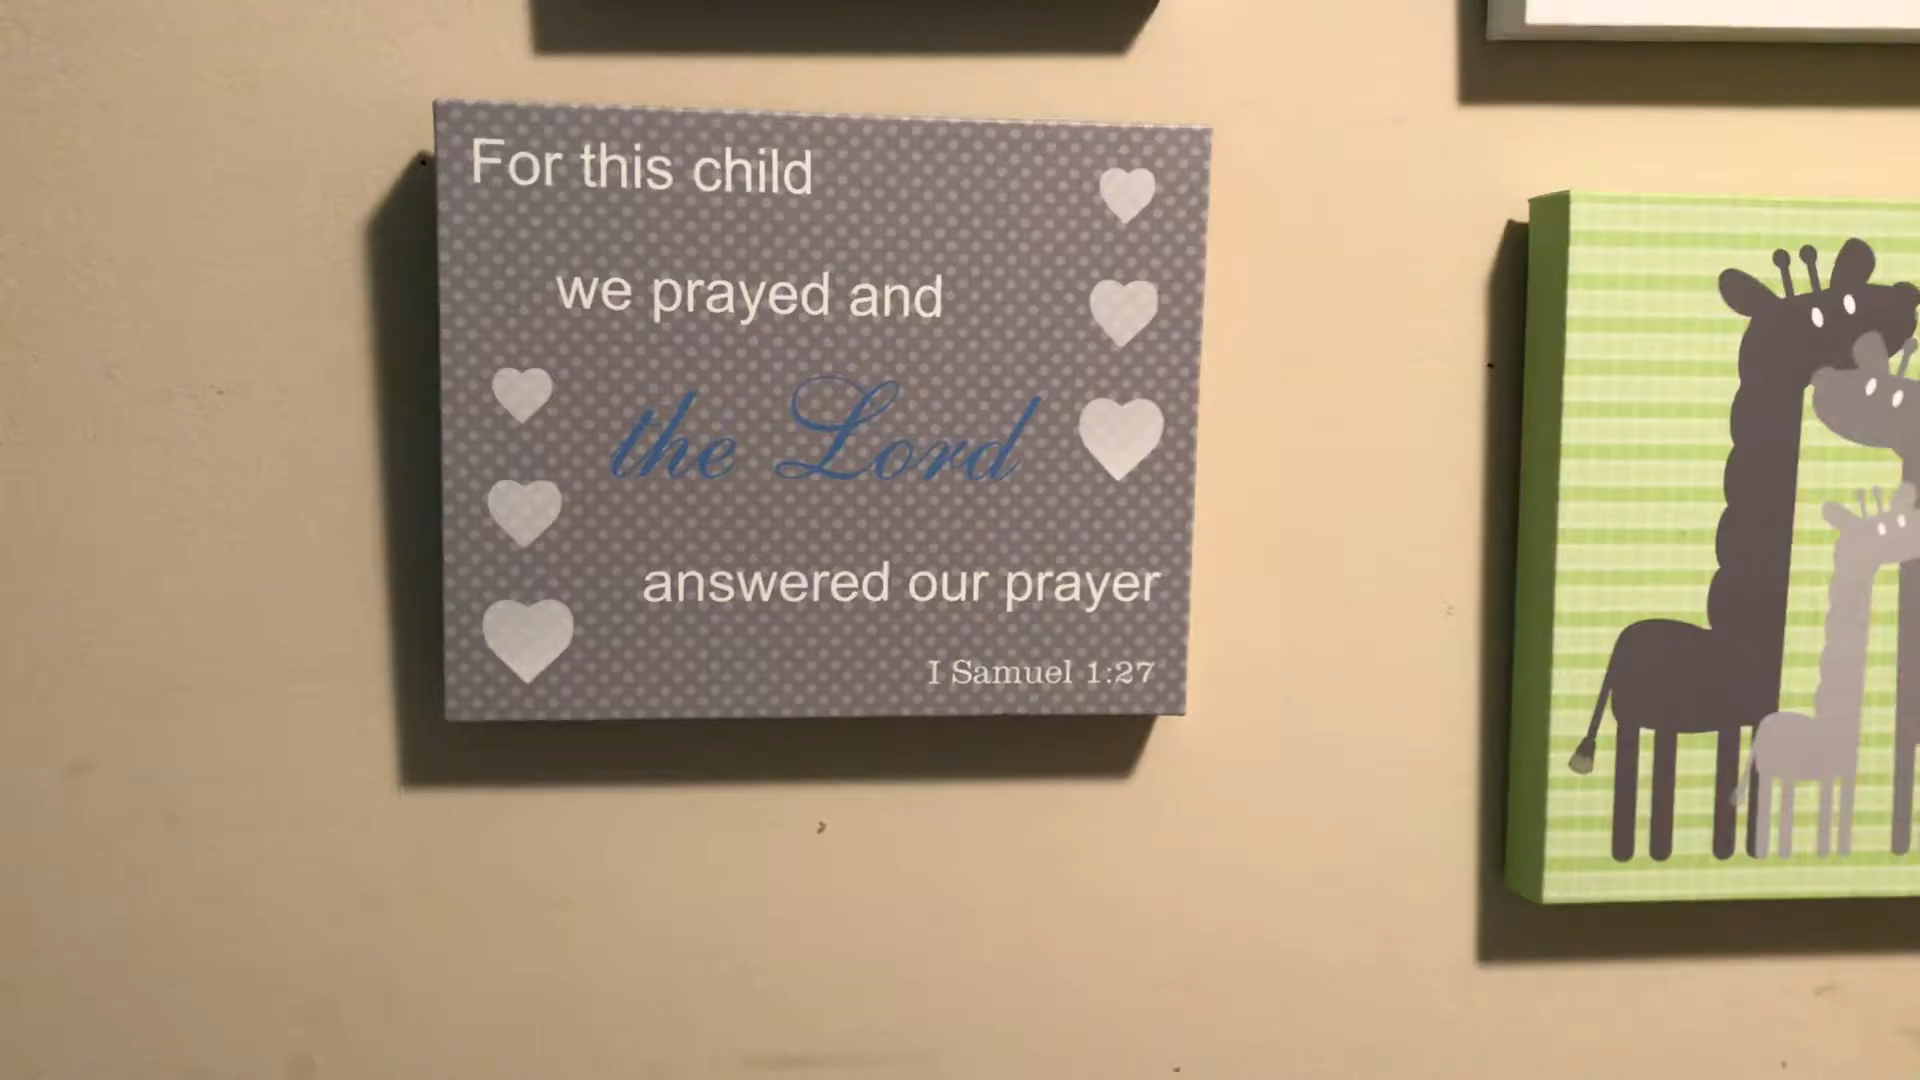 For this child
we prayed and
the Lord
answered our prayer
I Samuel 1:27